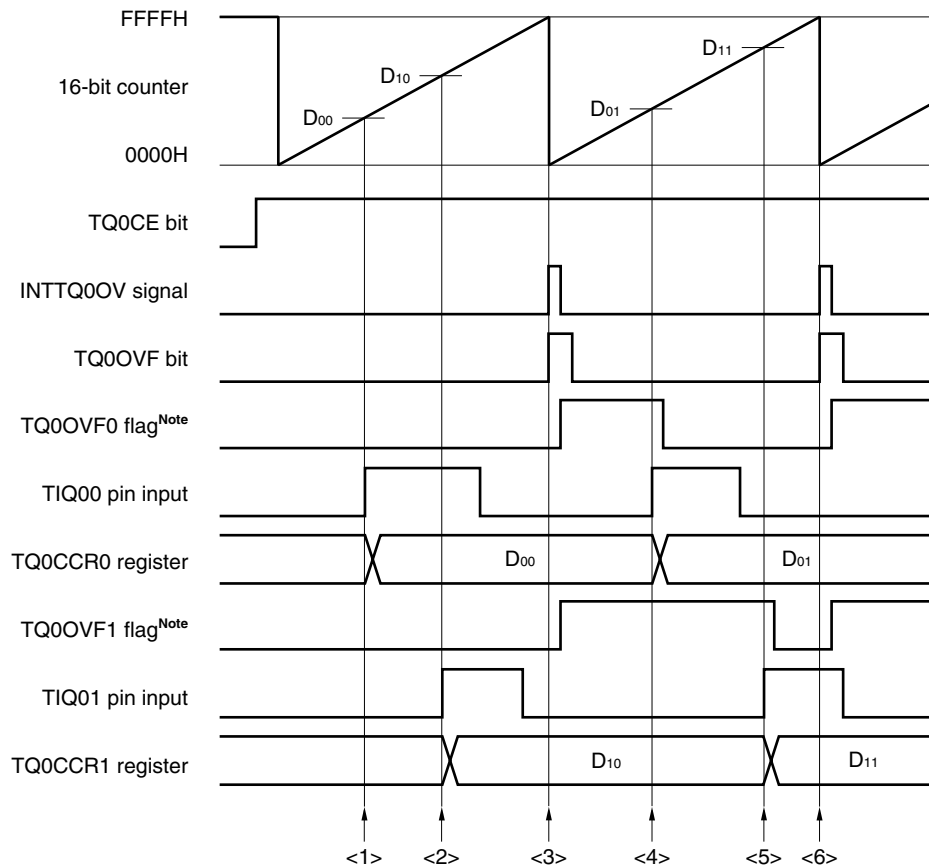 FFFFH
16-bit counter
0000H
D00
D10
D01
D11
TQ0CE bit
INTTQ0OV signal
TQ0OVF bit
TQ0OVF0 flagNote
TIQ00 pin input
TQ0CCR0 register
D00
D01
TQ0OVF1 flagNote
TIQ01 pin input
TQ0CCR1 register
D10
D11
<1> <2> <3> <4> <5> <6>